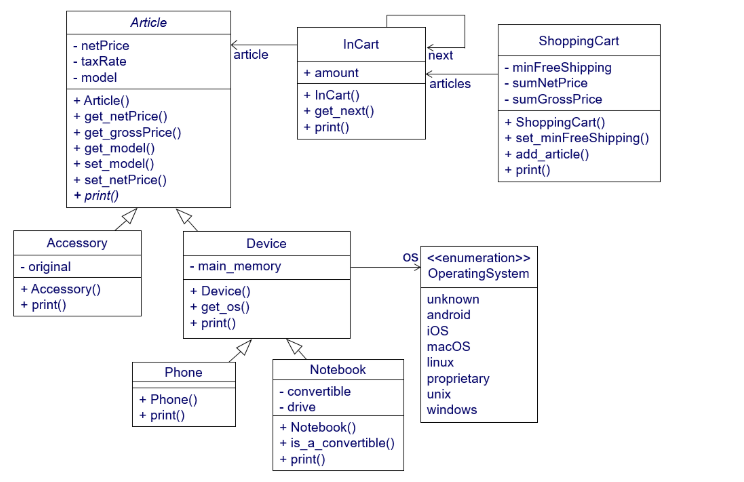 Article
- netPrice
- taxRate
- model
+ Article()
+ get_netPrice()
+ get_grossPrice()
+ get_model()
+ set_model()
+ set_netPrice()
+ print()
article
InCart
+ amount
+ InCart()
+ get_next()
+ print()
next
articles
ShoppingCart
- minFreeShipping
- sumNetPrice
- sumGrossPrice
+ ShoppingCart()
+ set_minFreeShipping()
+ add_article()
+ print()
Accessory
- original
+ Accessory()
+ print()
Device
- main_memory
+ Device()
+ get_os()
+ print()
os
<<enumeration>>
OperatingSystem
unknown
android
iOS
macOS
linux
proprietary
unix
windows
Phone
+ Phone()
+ print()
Notebook
- convertible
- drive
+ Notebook()
+ is_a_convertible()
+ print()